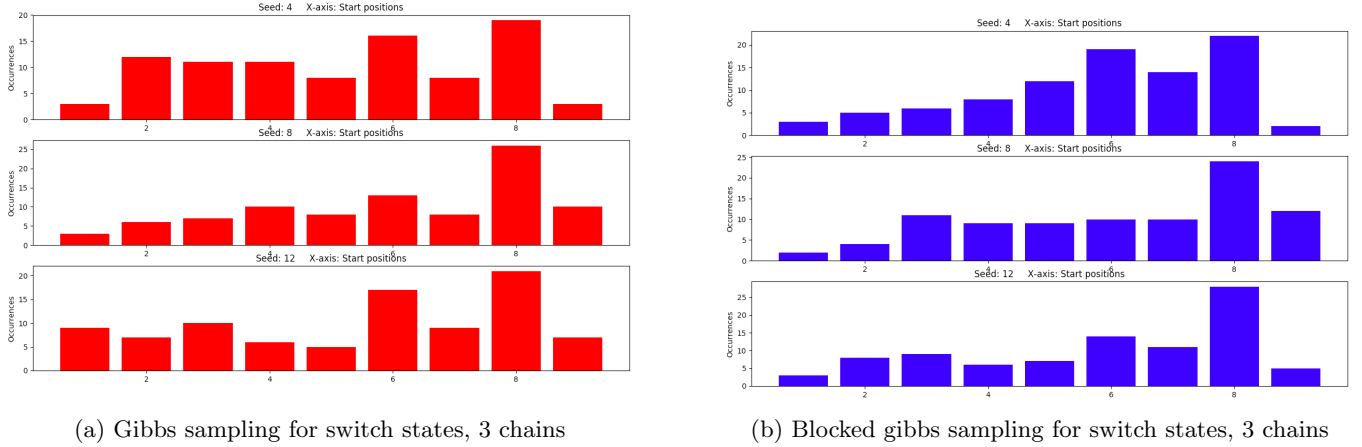 Seed: 4 X-axis: Start positions
Occurrences
20
15
10
5
0
2 4 6 8
Seed: 8 X-axis: Start positions
Occurrences
25
20
15
10
5
0
2 4 6 8
Seed: 12 X-axis: Start positions
Occurrences
20
15
10
5
0
2 4 6 8
(a) Gibbs sampling for switch states, 3 chains
Seed: 4 X-axis: Start positions
Occurrences
20
15
10
5
0
2 4 6 8
Seed: 8 X-axis: Start positions
Occurrences
25
20
15
10
5
0
2 4 6 8
Seed: 12 X-axis: Start positions
Occurrences
25
20
15
10
5
0
2 4 6 8
(b) Blocked gibbs sampling for switch states, 3 chains